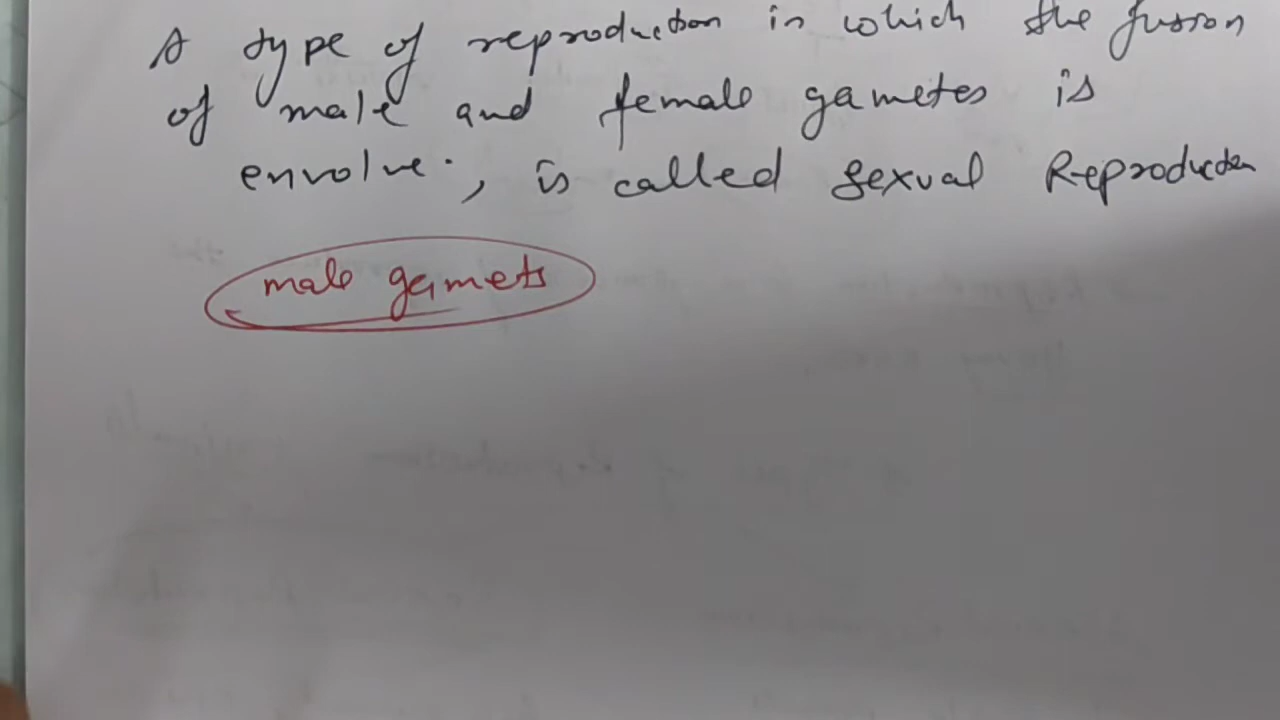 A type of reproduction in which the fusion
of male and female gametes is
envolve, is called sexual Reproduction
male gamets